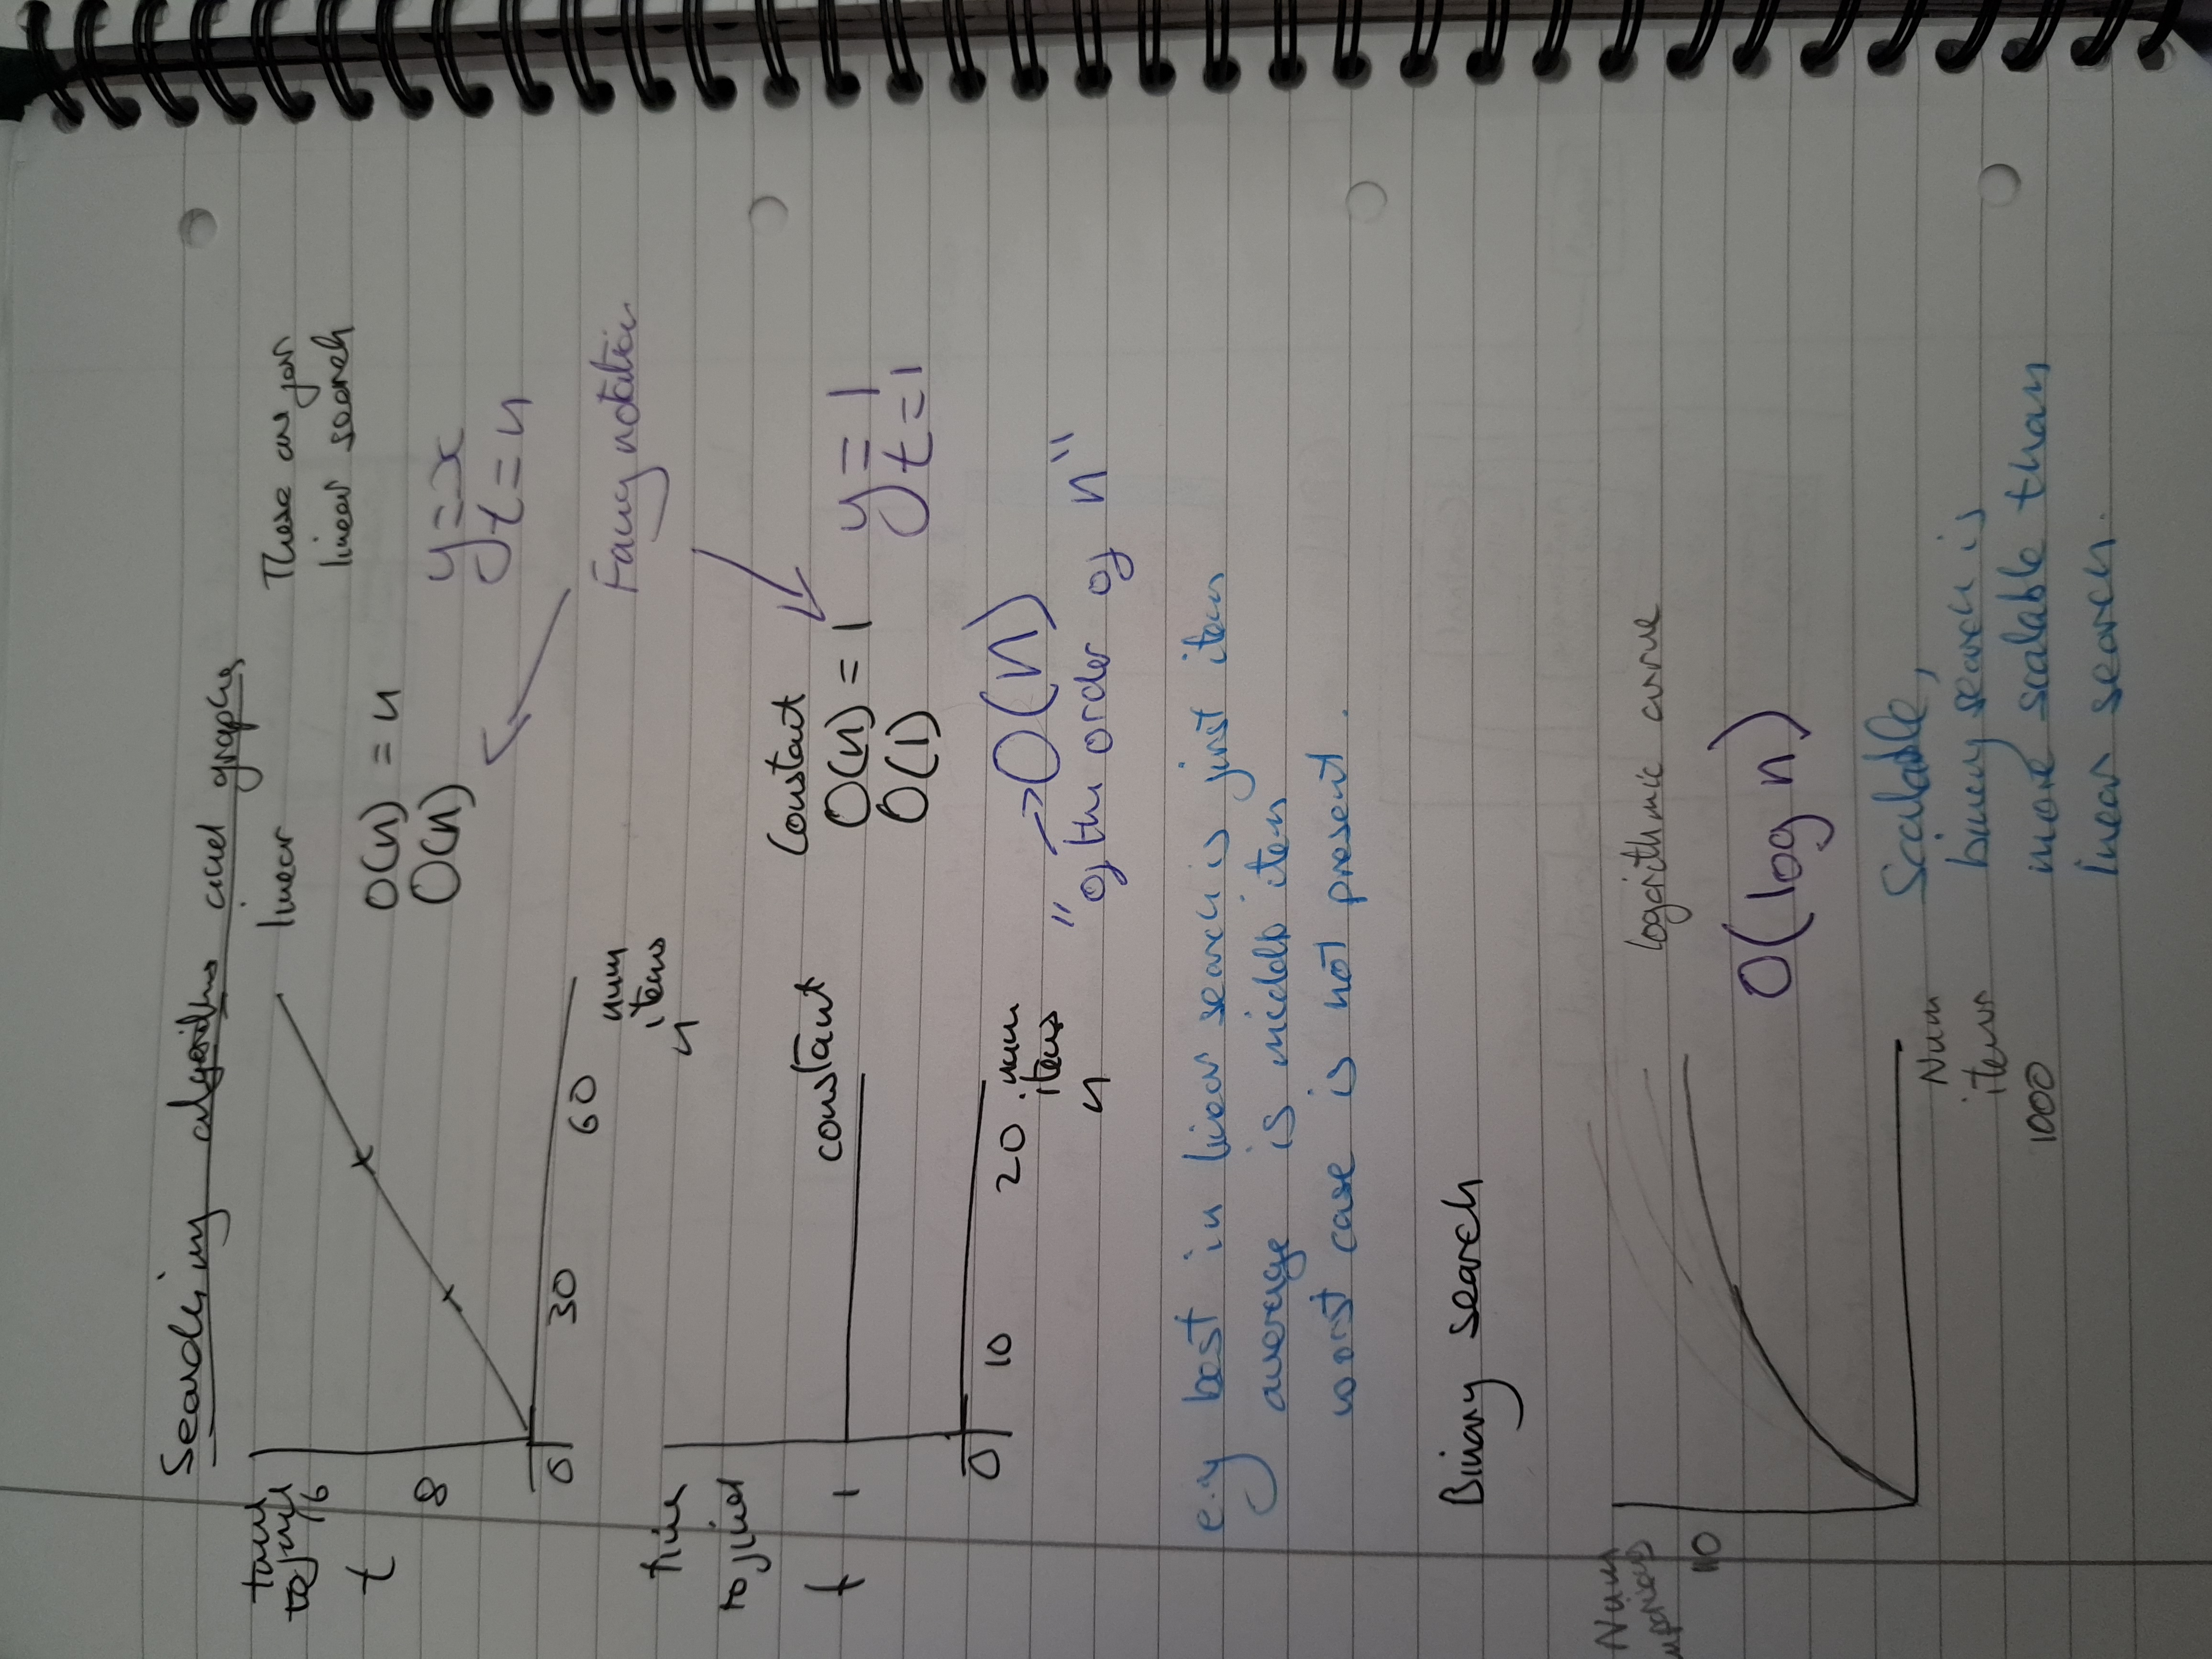 Searching algorithms and graphs
time
to find
16
t
8
0
30
60
num
items
n
linear
O(n) = n
O(n)
These are for
linear search
y=x
t=n
Fancy notation
time
to find
t
1
constant
0
10
20
num
items
n
Constant
O(n) = 1
O(1)
y=1
t=1
O(n)
"of the order of n"
e.g best in linear search is first item
average is middle item
worst case is not present.
Binary search
Num
10
logarithmic curve
O(log n)
Num
items
1000
Scalable,
binary search is
more scalable than
linear search.